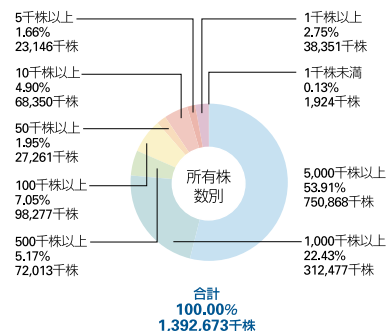 5千株以上
1.66%
23,146千株
10千株以上
4.90%
68,350千株
50千株以上
1.95%
27,261千株
100千株以上
7.05%
98,277千株
500千株以上
5.17%
72,013千株
1千株以上
2.75%
38,351千株
1千株未満
0.13%
1,924千株
5,000千株以上
53.91%
750,868千株
1,000千株以上
22.43%
312,477千株
所有株
数別
合計
100.00%
1,392,673千株